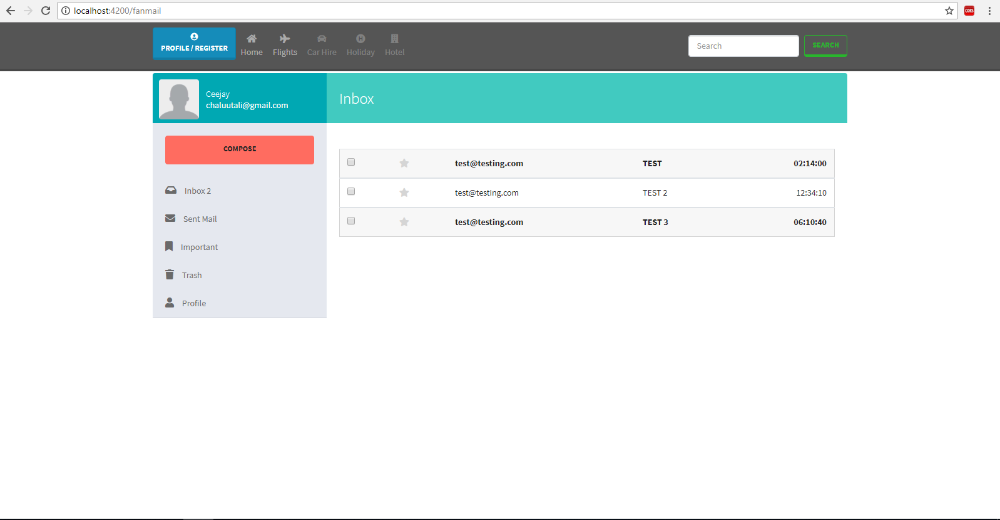 localhost:4200/fanmail
CORS
PROFILE / REGISTER
Home
Flights
Car Hire
Holiday
Hotel
Search
SEARCH
Ceejay
chaluutali@gmail.com
Inbox
COMPOSE
Inbox 2
Sent Mail
Important
Trash
Profile
test@testing.com TEST 02:14:00
test@testing.com TEST 2 12:34:10
test@testing.com TEST 3 06:10:40